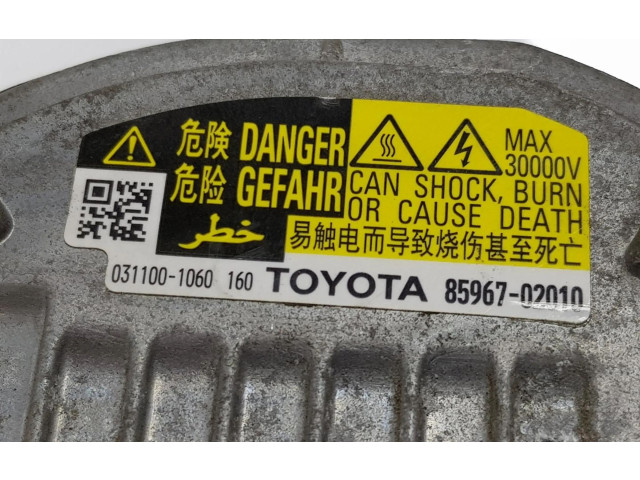 危険 DANGER
危险 GEFAHR
خطر
MAX
30000V
CAN SHOCK, BURN
OR CAUSE DEATH
易触电而导致烧伤甚至死亡
031100-1060 160 TOYOTA 85967-02010